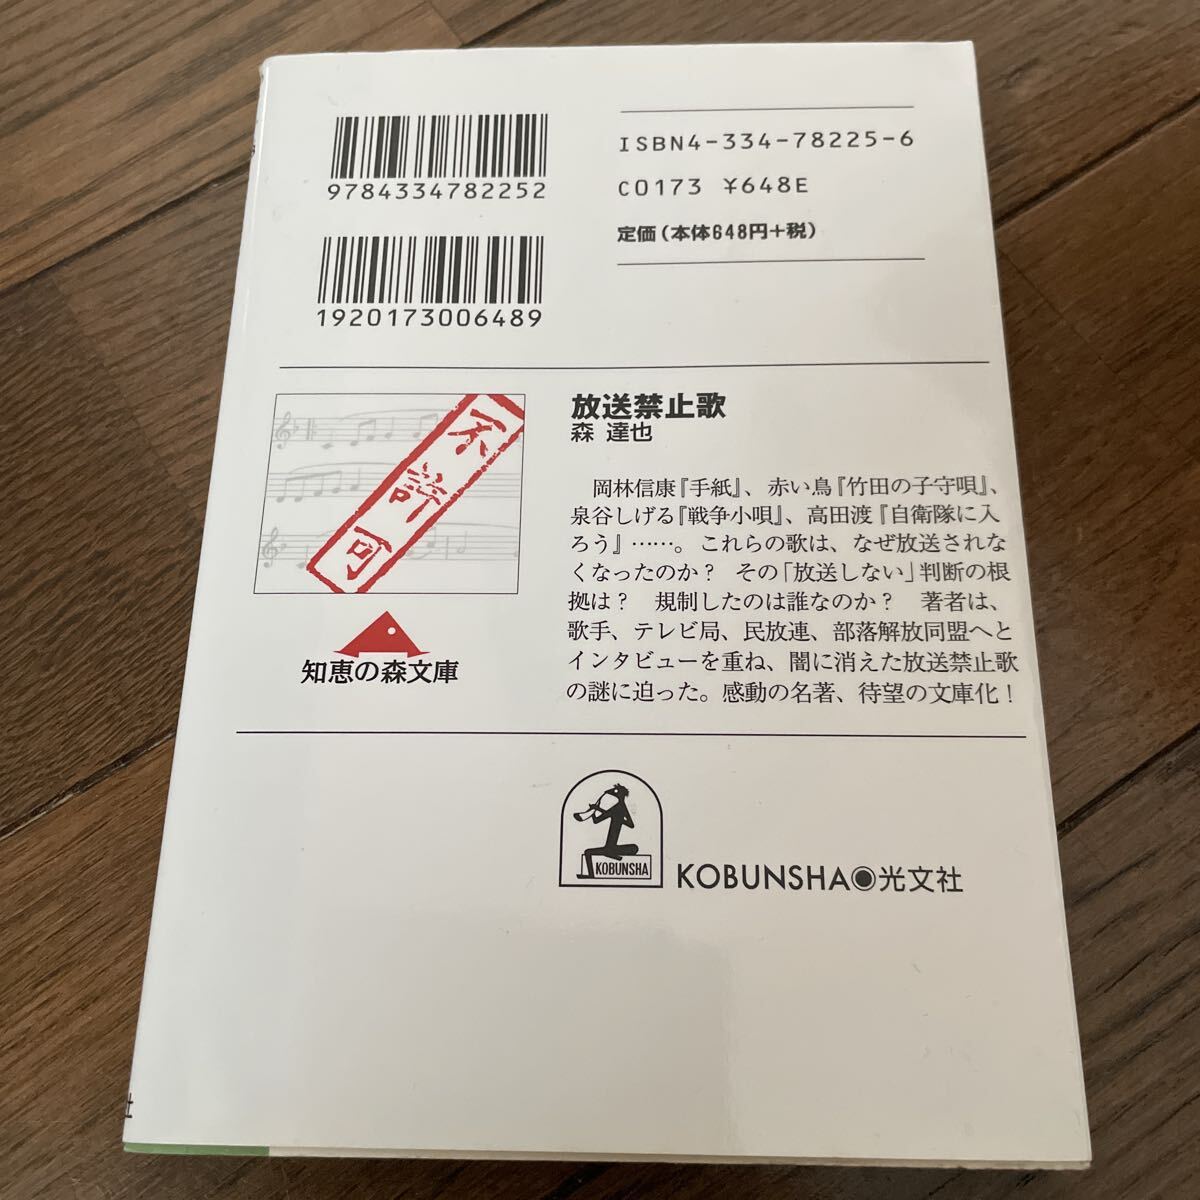 9784334782252
ISBN4-334-78225-6
C0173 ¥648E
定価(本体648円+税)
1920173006489
不許可
知恵の森文庫
放送禁止歌
森 達也
岡林信康『手紙』、赤い鳥『竹田の子守唄』、
泉谷しげる『戦争小唄』、高田渡『自衛隊に入
ろう』……。これらの歌は、なぜ放送されな
くなったのか? その「放送しない」判断の根
拠は? 規制したのは誰なのか? 著者は、
歌手、テレビ局、民放連、部落解放同盟へと
インタビューを重ね、闇に消えた放送禁止歌
の謎に迫った。感動の名著、待望の文庫化!
KOBUNSHA
KOBUNSHA◉光文社
社